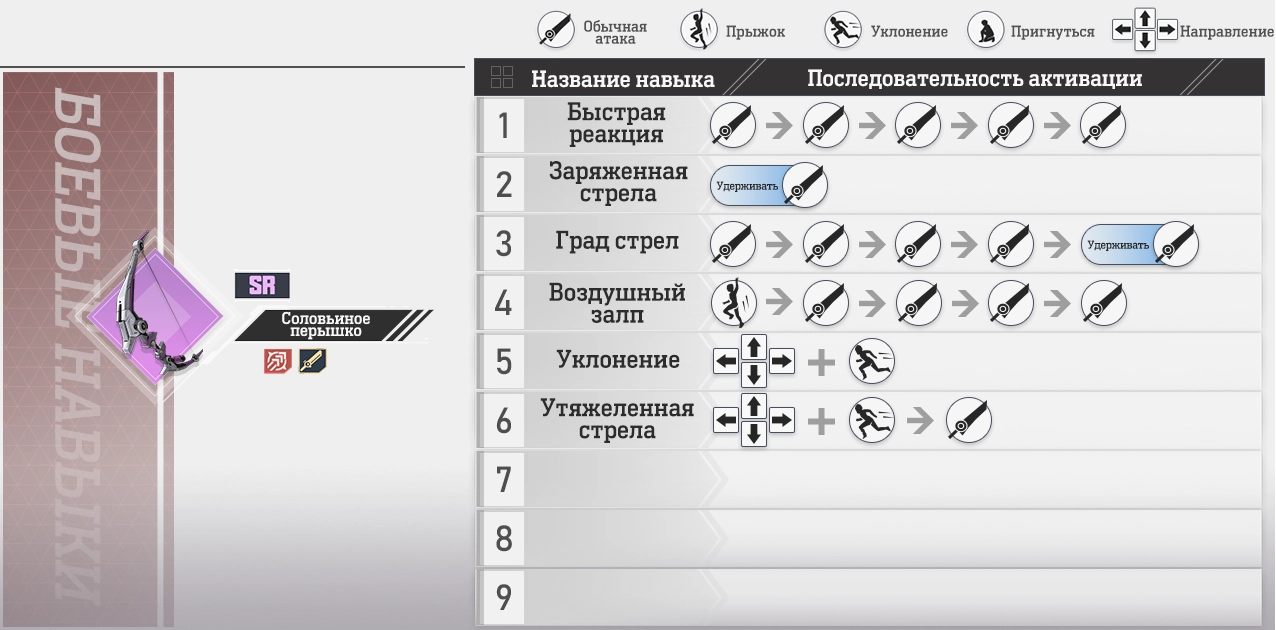 Обычная
атака
Прыжок
Уклонение
Пригнуться
Направление
Название навыка
Последовательность активации
БОЕВЫЕ НАВЫКИ
SR
Соловьиное
перышко
1
Быстрая
реакция
2
Заряженная
стрела
Удерживать
3
Град стрел
Удерживать
4
Воздушный
залп
5
Уклонение
6
Утяжеленная
стрела
7
8
9